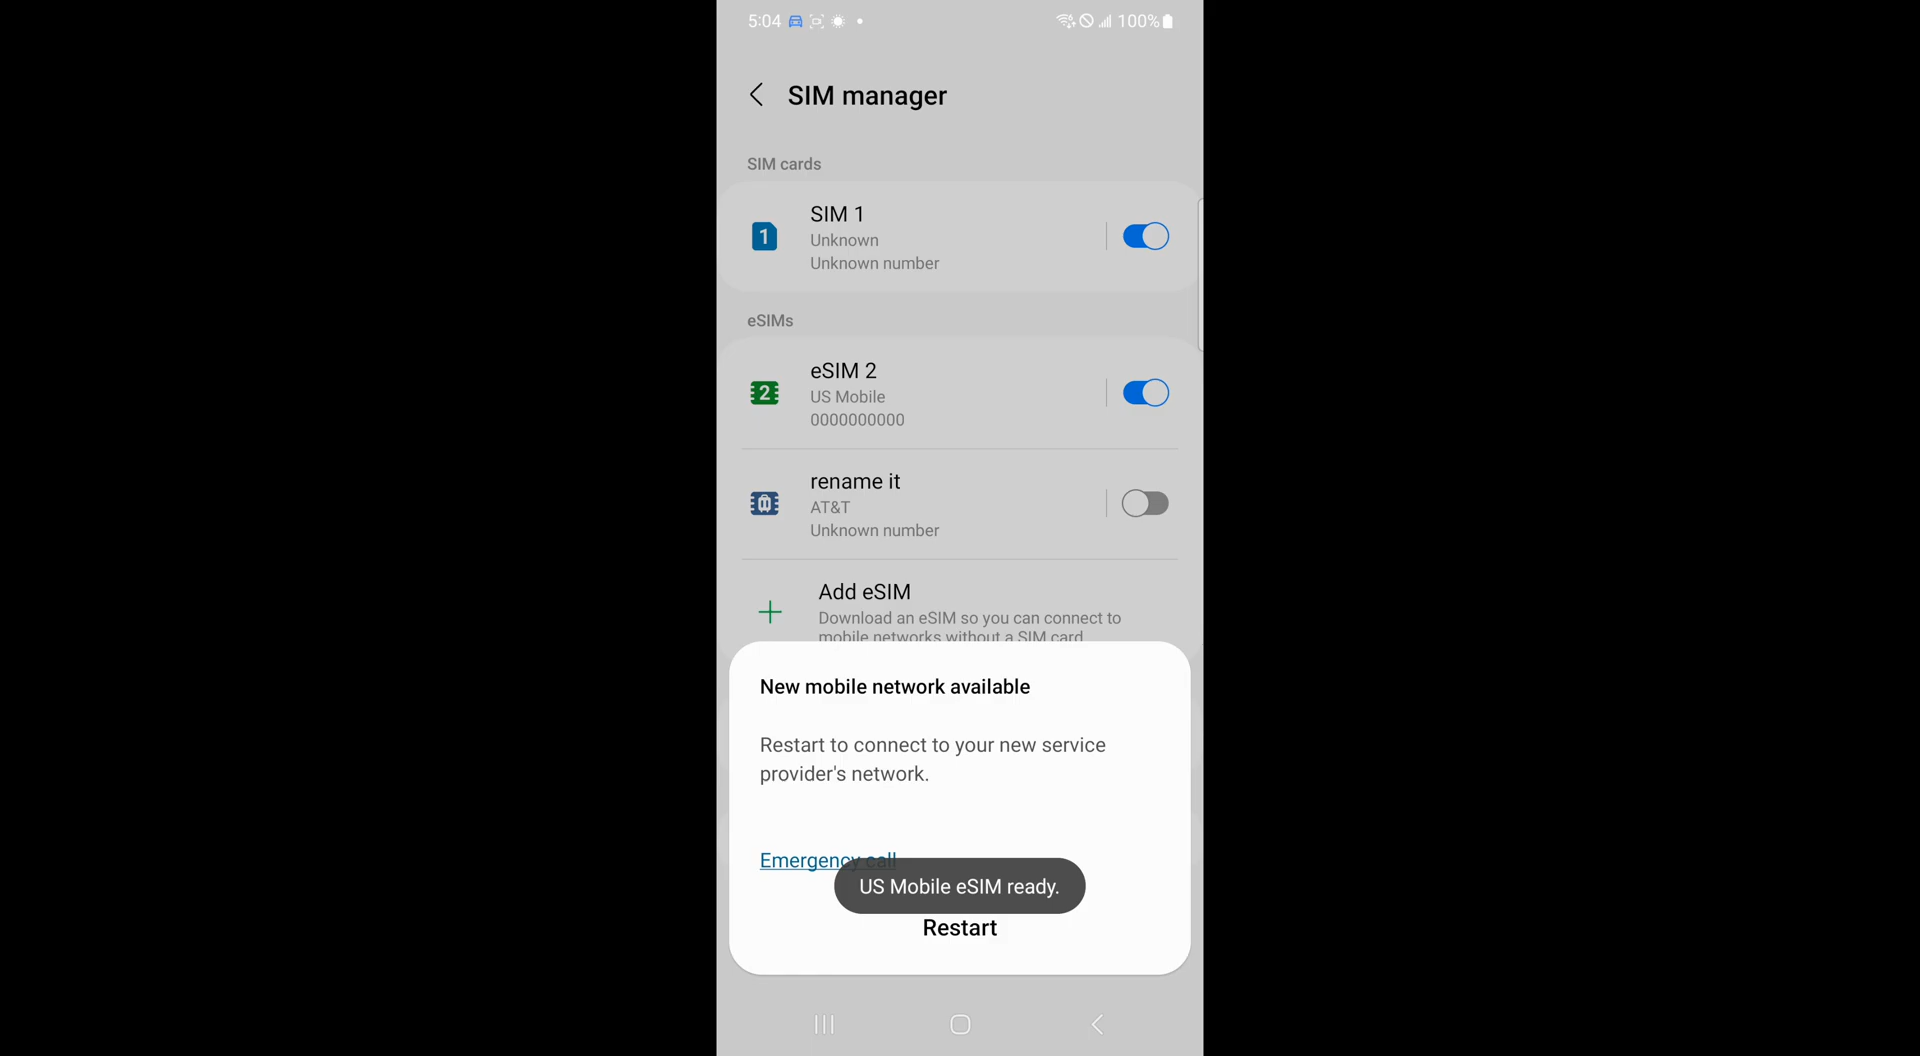 5:04 100%
SIM manager
SIM cards
1
SIM 1
Unknown
Unknown number
eSIMs
2
eSIM 2
US Mobile
0000000000
rename it
AT&T
Unknown number
Add eSIM
Download an eSIM so you can connect to
mobile networks without a SIM card
New mobile network available
Restart to connect to your new service
provider's network.
Emergency call
US Mobile eSIM ready.
Restart